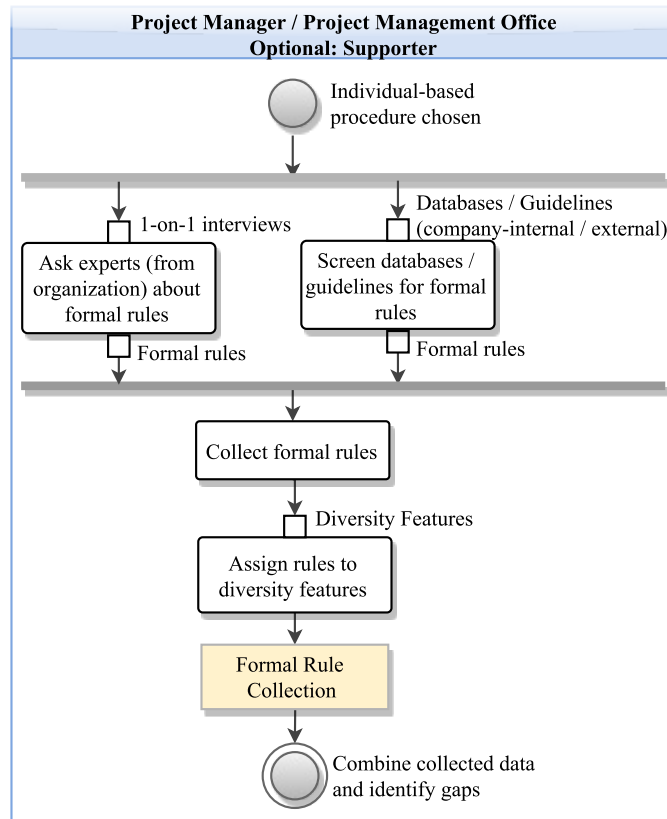 Project Manager / Project Management Office
Optional: Supporter
Individual-based
procedure chosen
1-on-1 interviews
Ask experts (from
organization) about
formal rules
Formal rules
Databases / Guidelines
(company-internal / external)
Screen databases /
guidelines for formal
rules
Formal rules
Collect formal rules
Diversity Features
Assign rules to
diversity features
Formal Rule
Collection
Combine collected data
and identify gaps